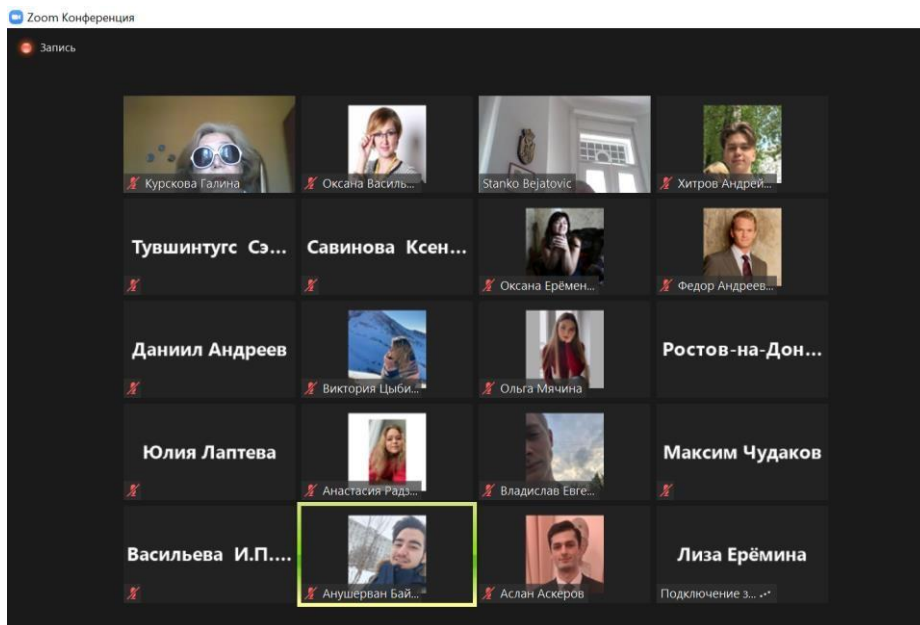 Zoom Конференция
Запись
Курскова Галина
Оксана Василь...
Stanko Bejatovic
Хитров Андрей...
Тувшинтугс Сэ...
Савинова Ксен...
Оксана Ерёмен...
Федор Андреев...
Даниил Андреев
Виктория Цыби...
Ольга Мячина
Ростов-на-Дон...
Юлия Лаптева
Анастасия Радз...
Владислав Евге...
Максим Чудаков
Васильева И.П....
Анушерван Бай...
Аслан Аскеров
Лиза Ерёмина
Подключение з...